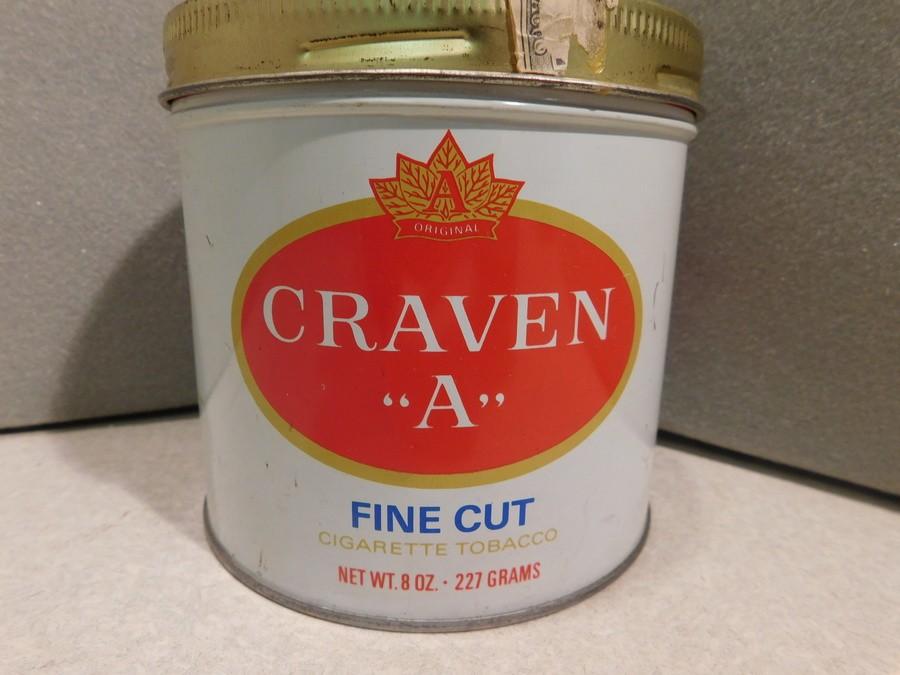 A
ORIGINAL
CRAVEN
“A”
FINE CUT
CIGARETTE TOBACCO
NET WT. 8 OZ. · 227 GRAMS